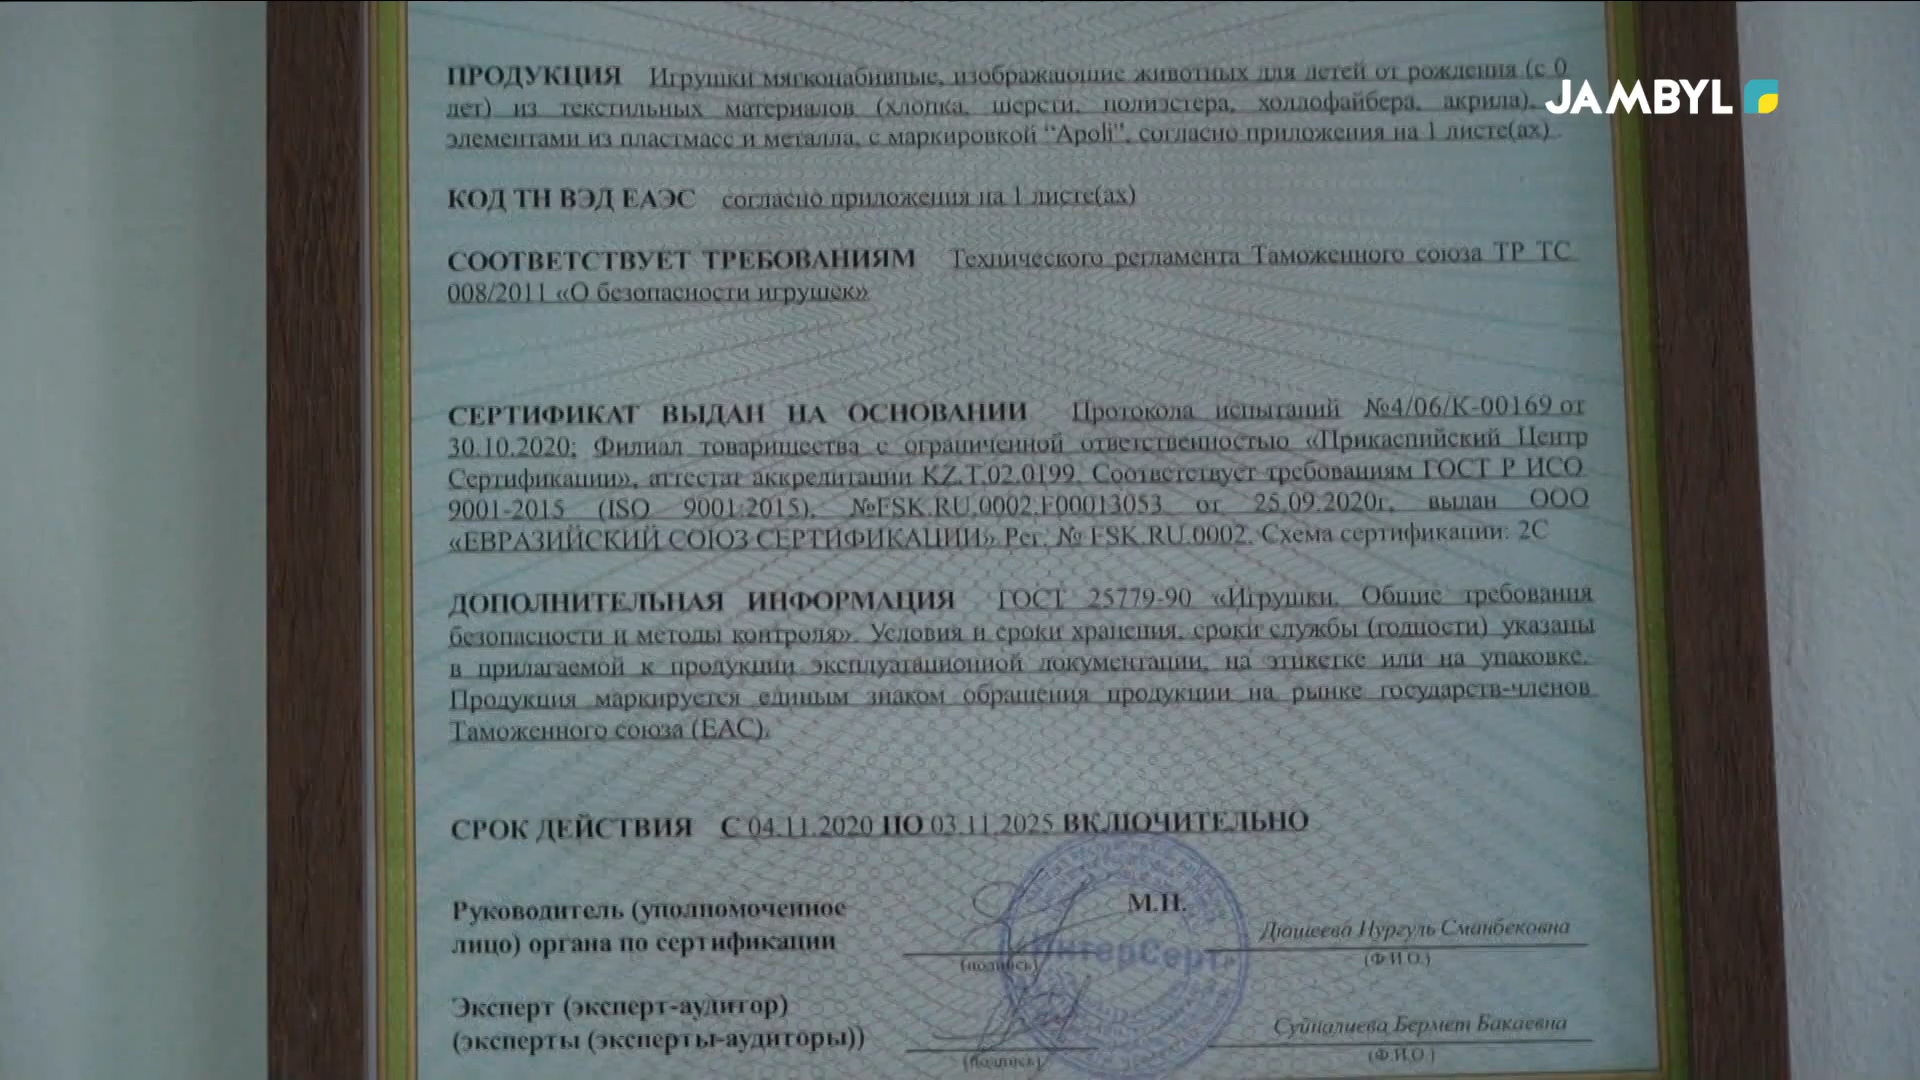 JAMBYL
ПРОДУКЦИЯ Игрушки мягконабивные, изображающие животных для детей от рождения (с 0
лет) из текстильных материалов (хлопка, шерсти, полиэстера, холлофайбера, акрила),
элементами из пластмасс и металла, с маркировкой “Apoli”, согласно приложения на 1 листе(ах)
КОД ТН ВЭД ЕАЭС согласно приложения на 1 листе(ах)
СООТВЕТСТВУЕТ ТРЕБОВАНИЯМ Технического регламента Таможенного союза ТР ТС
008/2011 «О безопасности игрушек»
СЕРТИФИКАТ ВЫДАН НА ОСНОВАНИИ Протокола испытаний №4/06/К-00169 от
30.10.2020; Филиал товарищества с ограниченной ответственностью «Прикаспийский Центр
Сертификации», аттестат аккредитации KZ.T.02.0199. Соответствует требованиям ГОСТ Р ИСО
9001-2015 (ISO 9001:2015), №FSK.RU.0002.F00013053 от 25.09.2020г. выдан ООО
«ЕВРАЗИЙСКИЙ СОЮЗ СЕРТИФИКАЦИИ» Рег. № FSK.RU.0002. Схема сертификации: 2С
ДОПОЛНИТЕЛЬНАЯ ИНФОРМАЦИЯ ГОСТ 25779-90 «Игрушки. Общие требования
безопасности и методы контроля». Условия и сроки хранения, сроки службы (годности) указаны
в прилагаемой к продукции эксплуатационной документации, на этикетке или на упаковке.
Продукция маркируется единым знаком обращения продукции на рынке государств-членов
Таможенного союза (ЕАС).
СРОК ДЕЙСТВИЯ С 04.11.2020 ПО 03.11.2025 ВКЛЮЧИТЕЛЬНО
Руководитель (уполномоченное
лицо) органа по сертификации
(подпись)
М.П.
ИнтерСерт»
Дюшеева Нургуль Сманбековна
(Ф.И.О.)
Эксперт (эксперт-аудитор)
(эксперты (эксперты-аудиторы))
(подпись)
Суйналиева Бермет Бакаевна
(Ф.И.О.)